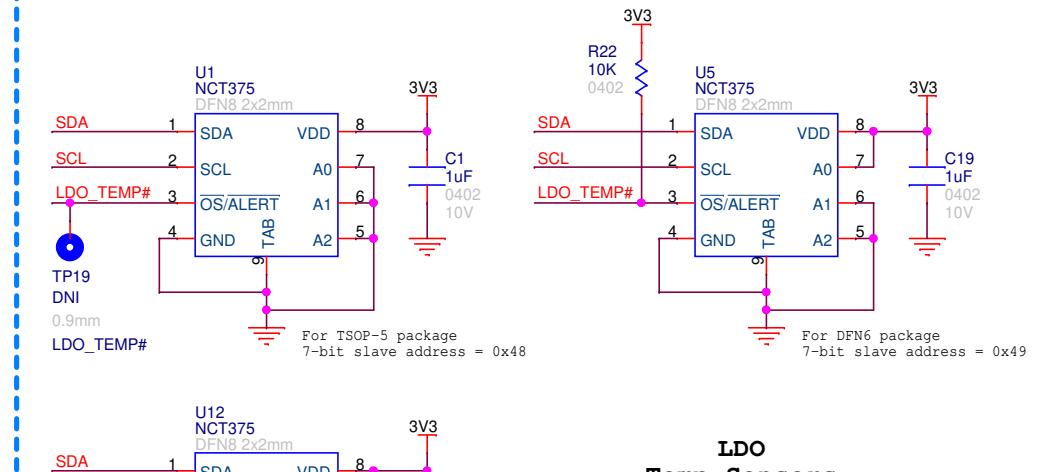 3V3
R22
10K
0402
U1
NCT375
DFN8 2x2mm
3V3
SDA
1
SDA
VDD
8
SCL
2
SCL
A0
7
LDO_TEMP#
3
OS/ALERT
A1
6
4
GND
TAB
A2
5
9
C1
1uF
0402
10V
TP19
DNI
0.9mm
LDO_TEMP#
For TSOP-5 package
7-bit slave address = 0x48
U5
NCT375
DFN8 2x2mm
3V3
SDA
1
SDA
VDD
8
SCL
2
SCL
A0
7
LDO_TEMP#
3
OS/ALERT
A1
6
4
GND
TAB
A2
5
9
C19
1uF
0402
10V
For DFN6 package
7-bit slave address = 0x49
U12
NCT375
DFN8 2x2mm
3V3
SDA
1
SDA
VDD
8
LDO
Temp Sensors